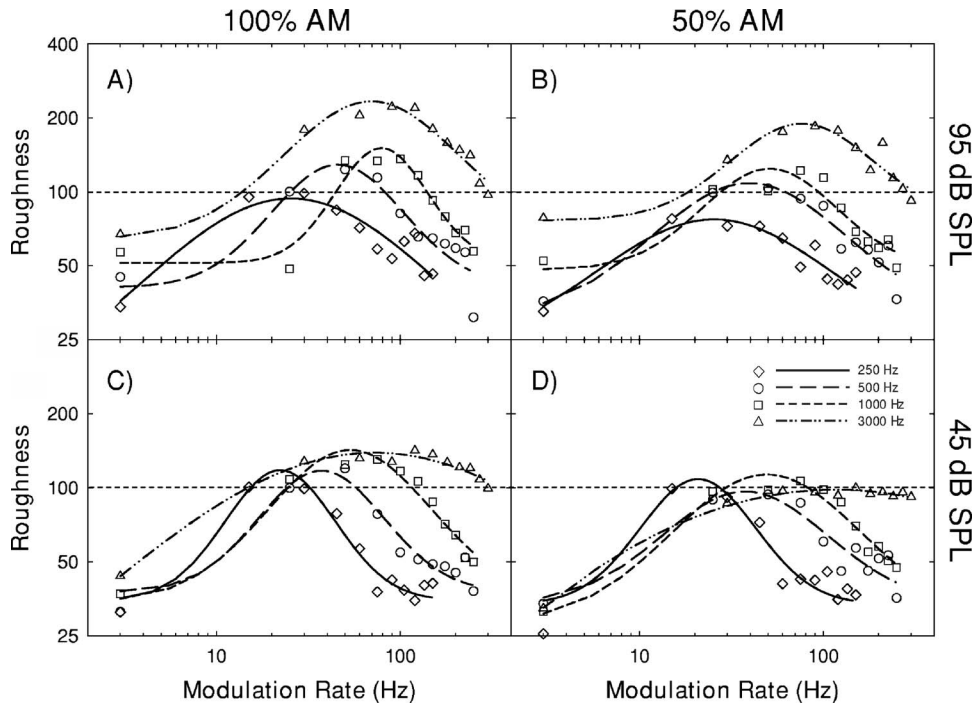 100% AM
50% AM
400
200
100
50
25
Roughness
A)
B)
95 dB SPL
200
100
50
25
Roughness
C)
D)
250 Hz
500 Hz
1000 Hz
3000 Hz
45 dB SPL
10
100
10
100
Modulation Rate (Hz)
Modulation Rate (Hz)